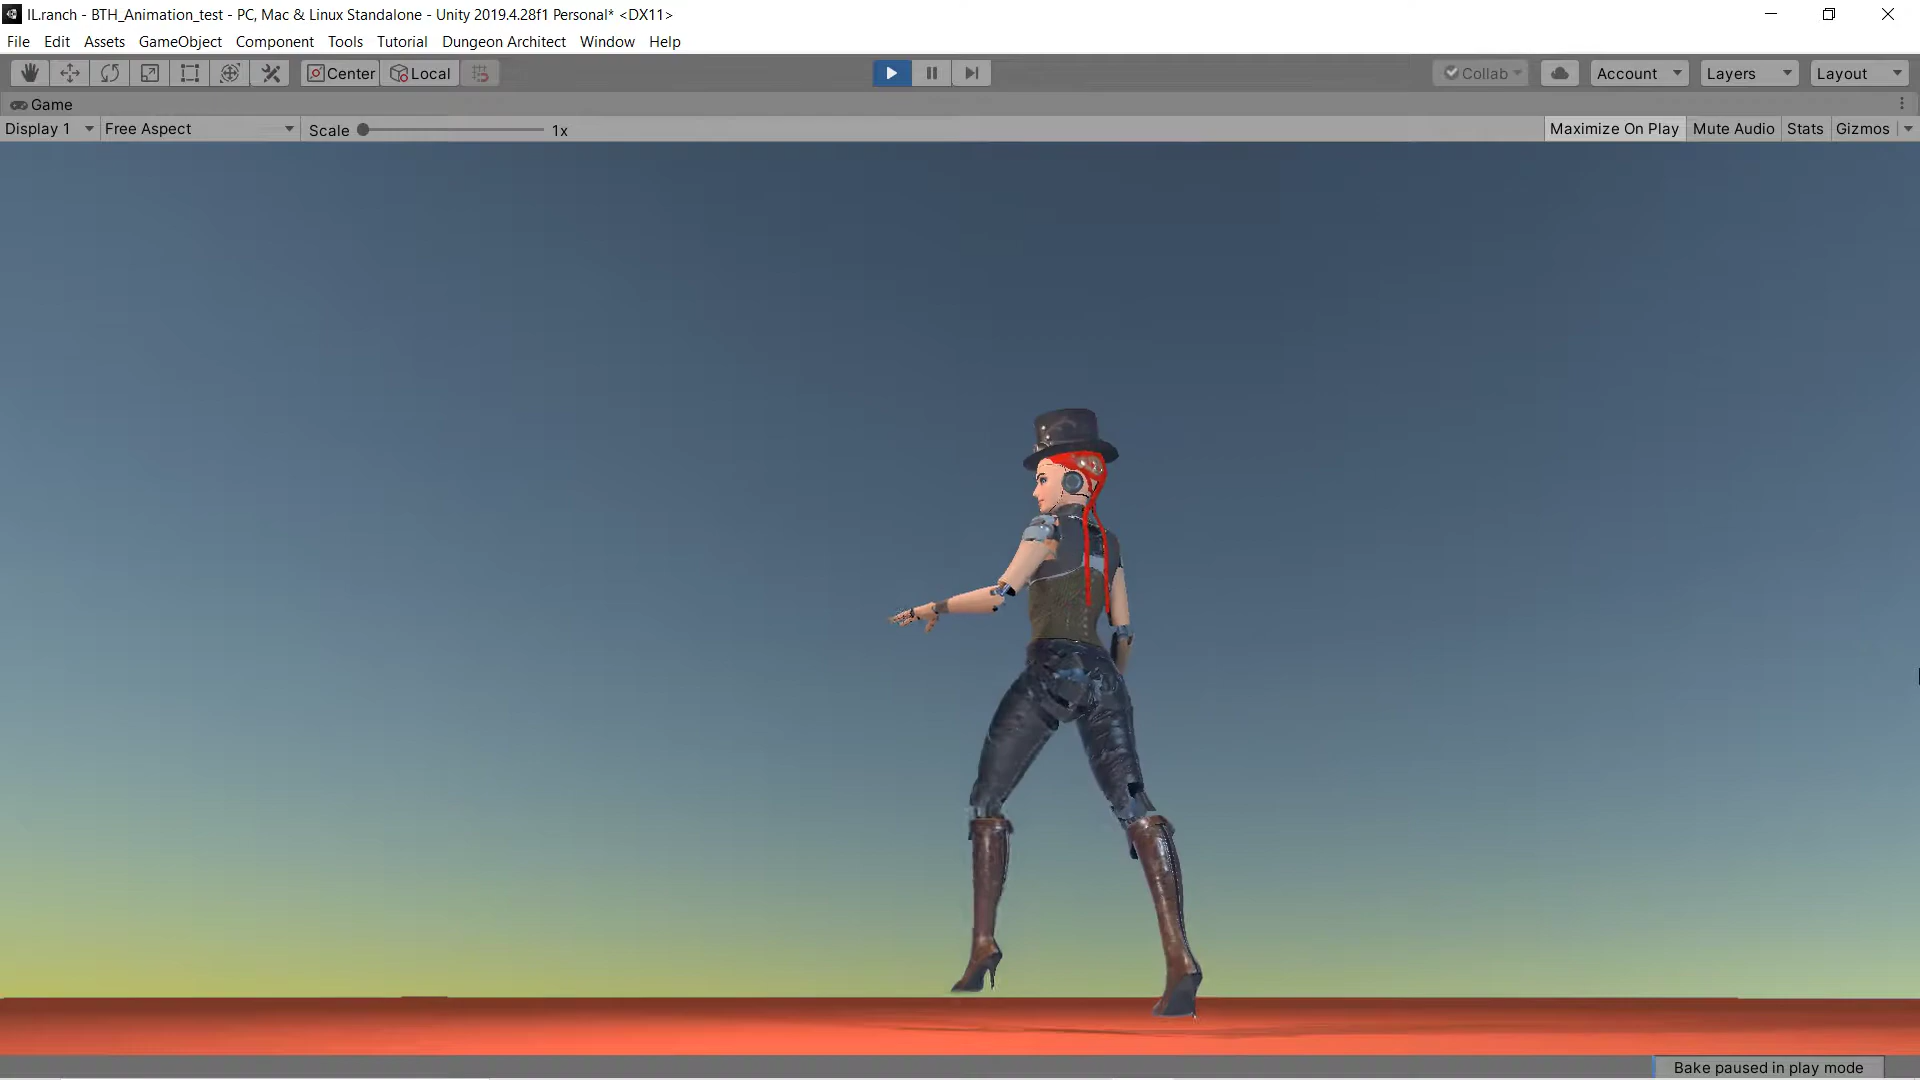 IL.ranch - BTH_Animation_test - PC, Mac & Linux Standalone - Unity 2019.4.28f1 Personal* <DX11>
File Edit Assets GameObject Component Tools Tutorial Dungeon Architect Window Help
Center Local Collab Account Layers Layout
Game
Display 1 Free Aspect Scale 1x Maximize On Play Mute Audio Stats Gizmos
Bake paused in play mode